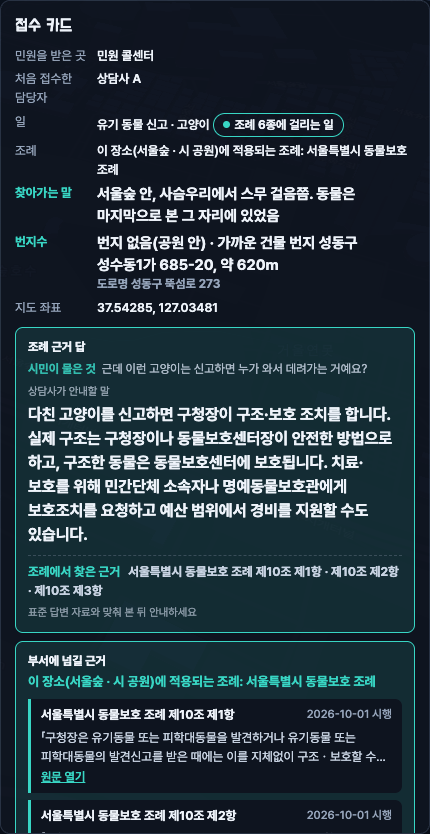 접수 카드
민원을 받은 곳 민원 콜센터
처음 접수한 상담사 A
담당자
일 유기 동물 신고 · 고양이 조례 6종에 걸리는 일
조례 이 장소(서울숲 · 시 공원)에 적용되는 조례: 서울특별시 동물보호
조례
찾아가는 말 서울숲 안, 사슴우리에서 스무 걸음쯤. 동물은
마지막으로 본 그 자리에 있었음
번지수 번지 없음(공원 안) · 가까운 건물 번지 성동구
성수동1가 685-20, 약 620m
도로명 성동구 뚝섬로 273
지도 좌표 37.54285, 127.03481
조례 근거 답
시민이 물은 것 근데 이런 고양이는 신고하면 누가 와서 데려가는 거예요?
상담사가 안내할 말
다친 고양이를 신고하면 구청장이 구조·보호 조치를 합니다.
실제 구조는 구청장이나 동물보호센터장이 안전한 방법으로
하고, 구조한 동물은 동물보호센터에 보호됩니다. 치료·
보호를 위해 민간단체 소속자나 명예동물보호관에게
보호조치를 요청하고 예산 범위에서 경비를 지원할 수도
있습니다.
조례에서 찾은 근거 서울특별시 동물보호 조례 제10조 제1항 · 제10조 제2항
· 제10조 제3항
표준 답변 자료와 맞춰 본 뒤 안내하세요
부서에 넘길 근거
이 장소(서울숲 · 시 공원)에 적용되는 조례: 서울특별시 동물보호 조례
서울특별시 동물보호 조례 제10조 제1항 2026-10-01 시행
「구청장은 유기동물 또는 피학대동물을 발견하거나 유기동물 또는
피학대동물의 발견신고를 받은 때에는 이를 지체없이 구조ㆍ보호할 수...
원문 열기
서울특별시 동물보호 조례 제10조 제2항 2026-10-01 시행